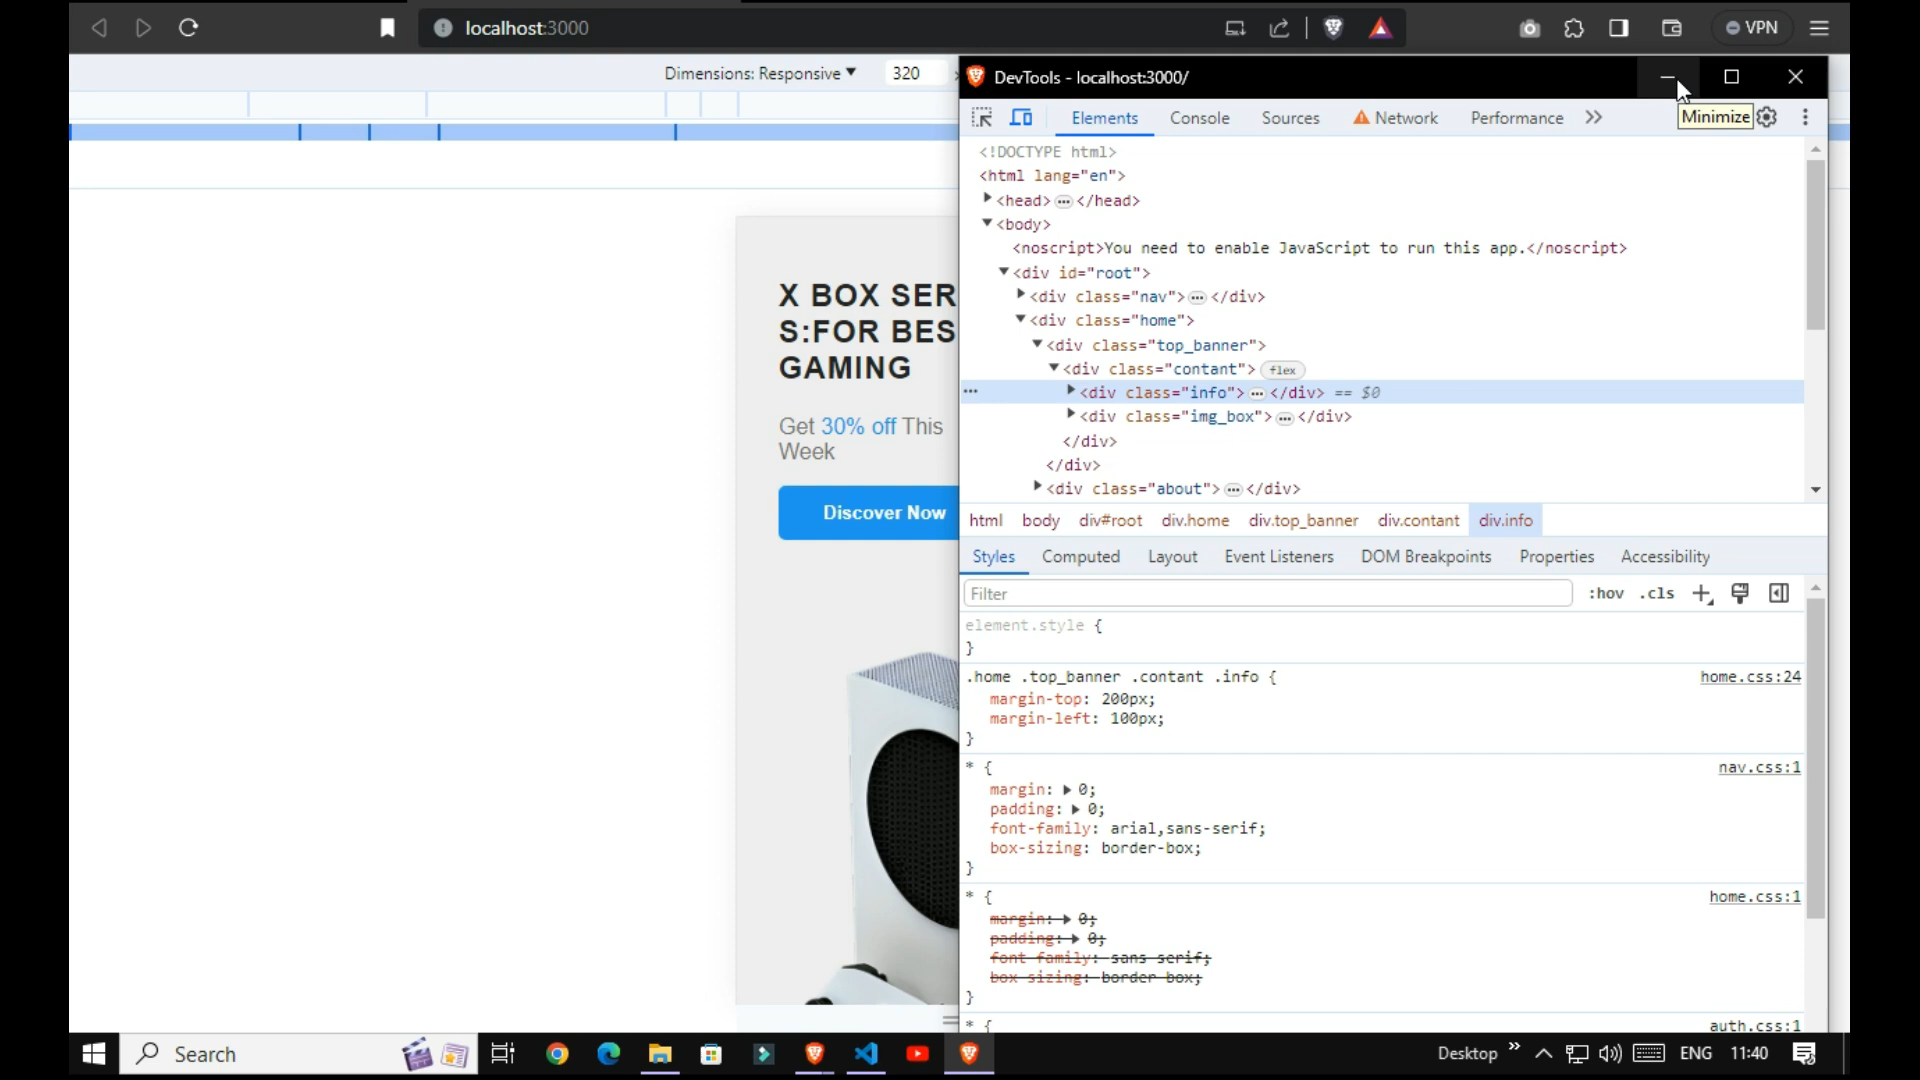 localhost:3000
VPN
Dimensions: Responsive
320
DevTools - localhost:3000/
Minimize
Elements
Console
Sources
Network
Performance
<!DOCTYPE html>
<html lang="en">
<head>…</head>
<body>
<noscript>You need to enable JavaScript to run this app.</noscript>
<div id="root">
<div class="nav">…</div>
<div class="home">
<div class="top_banner">
<div class="contant"> flex
<div class="info">…</div> == $0
<div class="img_box">…</div>
</div>
</div>
<div class="about">…</div>
html body div#root div.home div.top_banner div.contant div.info
Styles Computed Layout Event Listeners DOM Breakpoints Properties Accessibility
Filter
:hov .cls
element.style {
}
.home .top_banner .contant .info {
home.css:24
margin-top: 200px;
margin-left: 100px;
}
* {
nav.css:1
margin: 0;
padding: 0;
font-family: arial,sans-serif;
box-sizing: border-box;
}
* {
home.css:1
margin: 0;
padding: 0;
font-family: sans-serif;
box-sizing: border-box;
}
* {
auth.css:1
X BOX SER
S:FOR BES
GAMING
Get 30% off This
Week
Discover Now
Search
Desktop
ENG
11:40